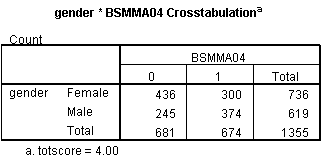 gender * BSMMA04 Crosstabulationᵃ
Count
BSMMA04
0 1 Total
gender Female 436 300 736
Male 245 374 619
Total 681 674 1355
a. totscore = 4.00